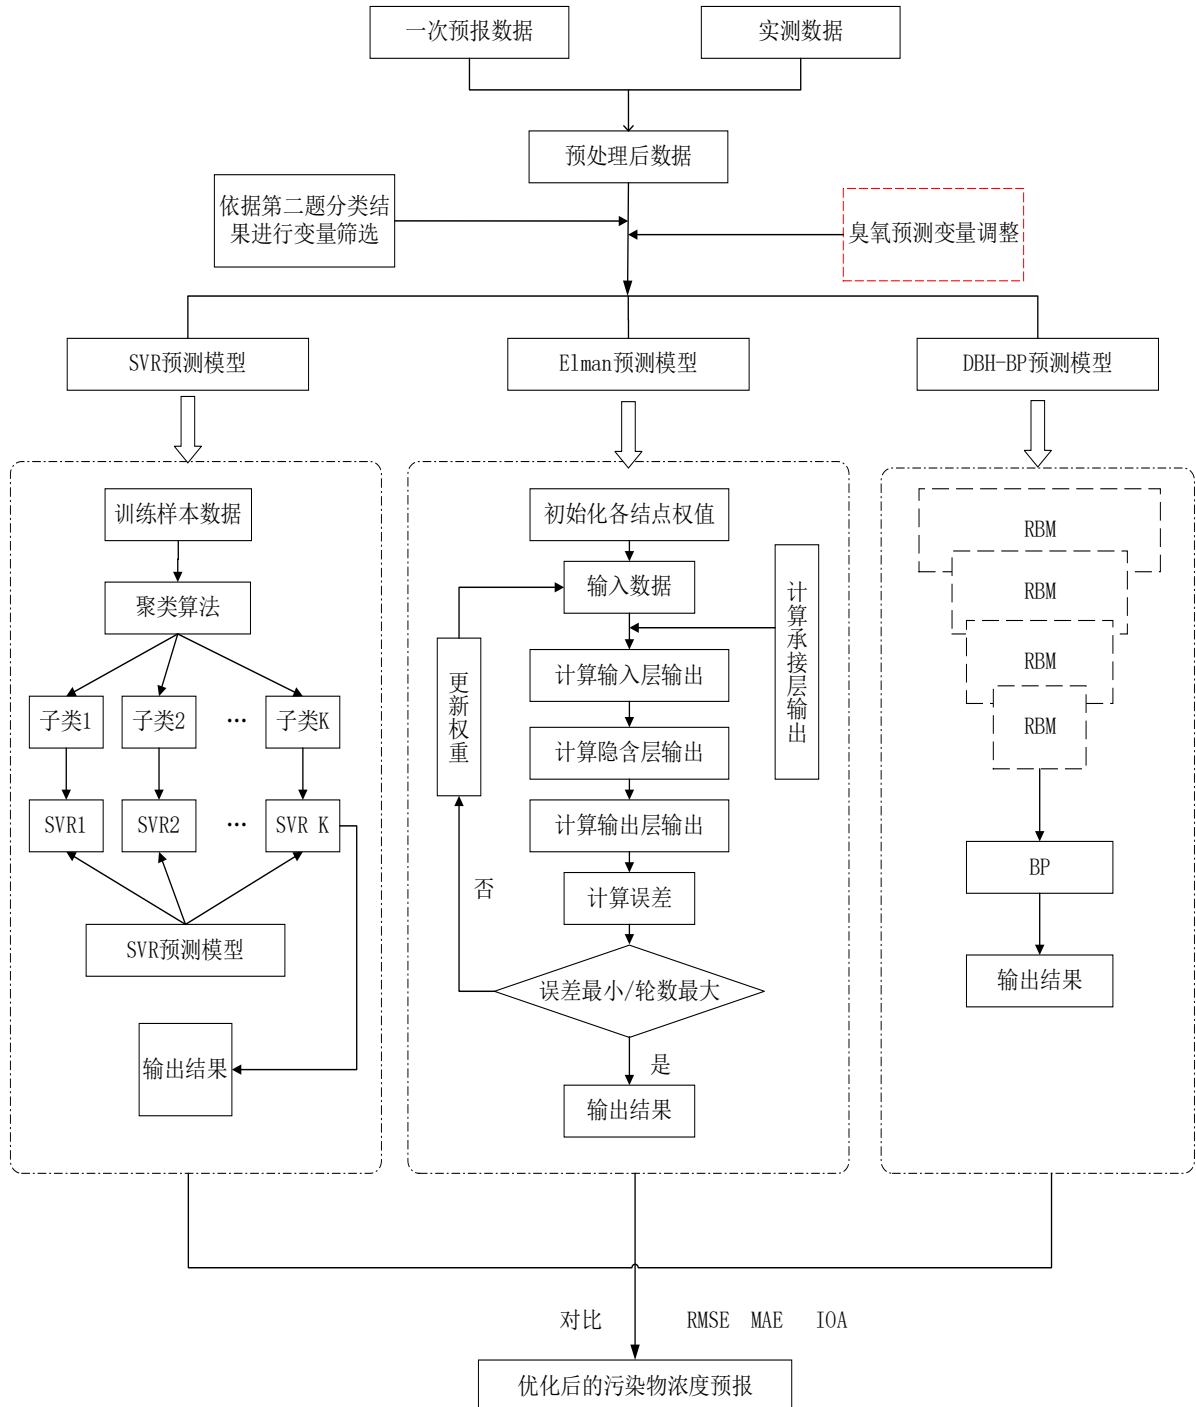 一次预报数据
实测数据
预处理后数据
依据第二题分类结
果进行变量筛选
臭氧预测变量调整
SVR预测模型
Elman预测模型
DBH-BP预测模型
训练样本数据
聚类算法
子类1
子类2
…
子类K
SVR1
SVR2
…
SVR K
SVR预测模型
输出结果
初始化各结点权值
输入数据
计算承接层输出
更新权重
计算输入层输出
计算隐含层输出
计算输出层输出
计算误差
否
误差最小/轮数最大
是
输出结果
RBM
RBM
RBM
RBM
BP
输出结果
对比 RMSE MAE IOA
优化后的污染物浓度预报